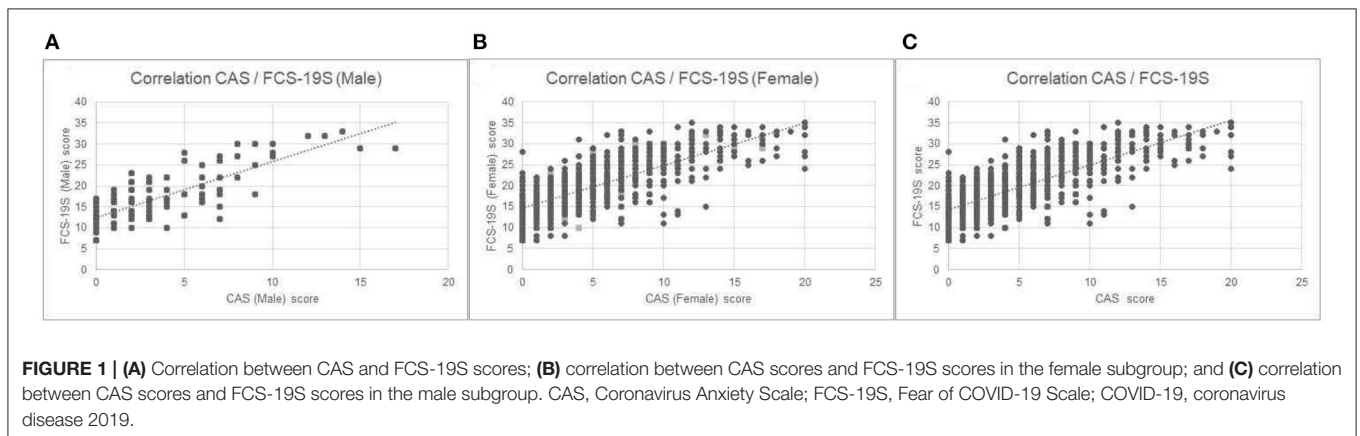 A
Correlation CAS / FCS-19S (Male)
FCS-19S (Male) score
40
35
30
25
20
15
10
5
0
0 5 10 15 20
CAS (Male) score
B
Correlation CAS / FCS-19S (Female)
FCS-19S (Female) score
40
35
30
25
20
15
10
5
0
0 5 10 15 20 25
CAS (Female) score
C
Correlation CAS / FCS-19S
FCS-19S score
40
35
30
25
20
15
10
5
0
0 5 10 15 20 25
CAS score
FIGURE 1 | (A) Correlation between CAS and FCS-19S scores; (B) correlation between CAS scores and FCS-19S scores in the female subgroup; and (C) correlation
between CAS scores and FCS-19S scores in the male subgroup. CAS, Coronavirus Anxiety Scale; FCS-19S, Fear of COVID-19 Scale; COVID-19, coronavirus
disease 2019.